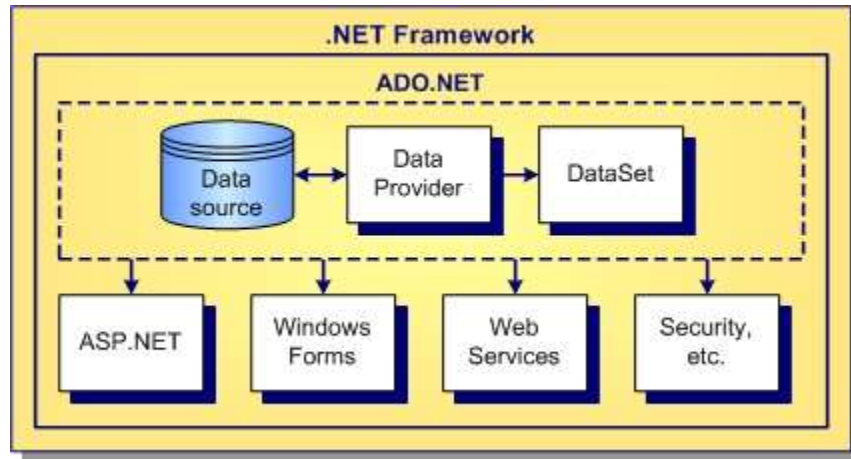 .NET Framework
ADO.NET
Data
source
Data
Provider
DataSet
ASP.NET
Windows
Forms
Web
Services
Security,
etc.